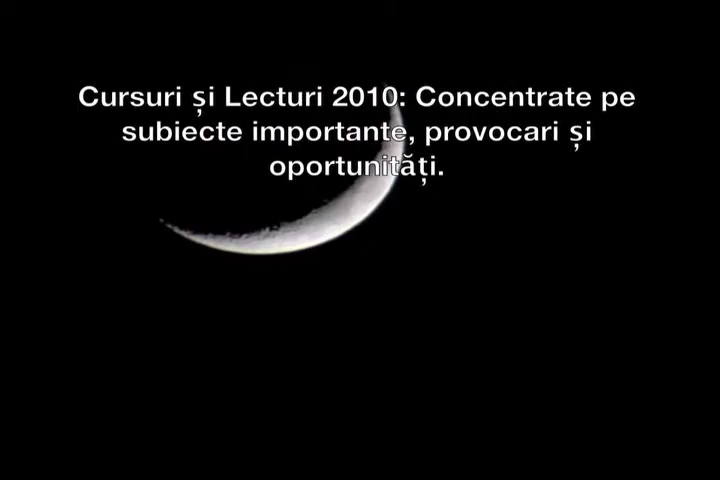 Cursuri și Lecturi 2010: Concentrate pe
subiecte importante, provocari și
oportunități.